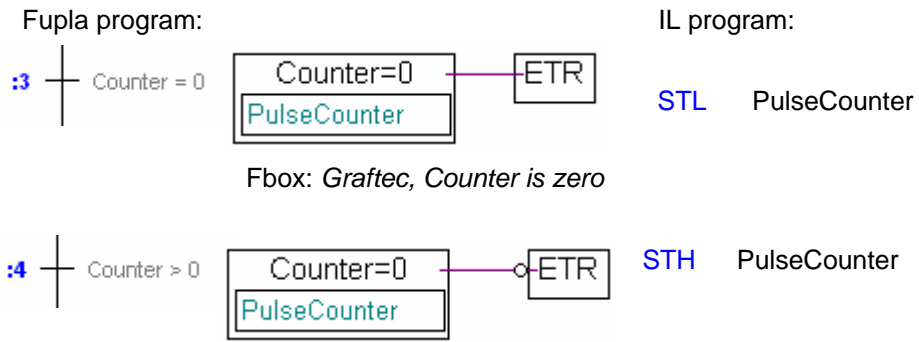 Fupla program: IL program:
:3 Counter = 0 Counter=0 ETR
PulseCounter STL PulseCounter
Fbox: Graftec, Counter is zero
:4 Counter > 0 Counter=0 ETR STH PulseCounter
PulseCounter